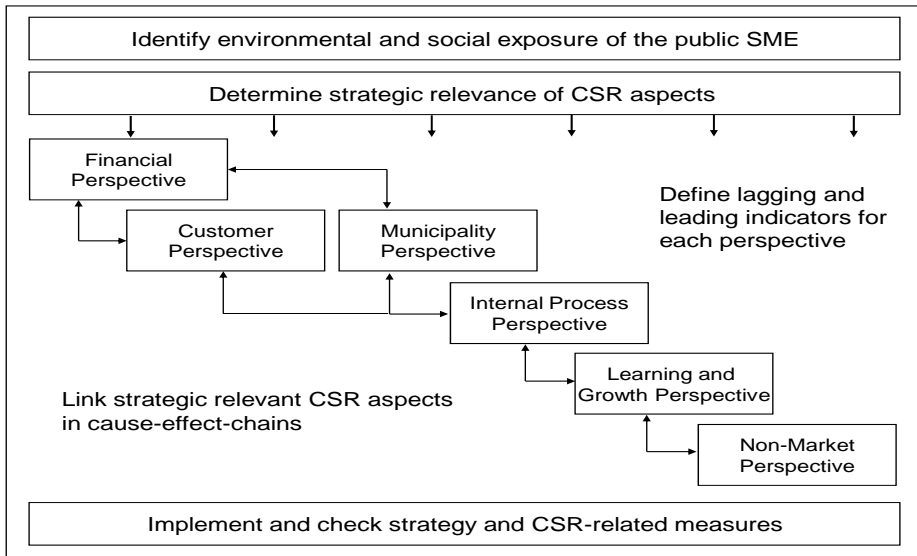 Identify environmental and social exposure of the public SME
Determine strategic relevance of CSR aspects
Financial
Perspective
Define lagging and
leading indicators for
each perspective
Customer
Perspective
Municipality
Perspective
Internal Process
Perspective
Learning and
Growth Perspective
Link strategic relevant CSR aspects
in cause-effect-chains
Non-Market
Perspective
Implement and check strategy and CSR-related measures